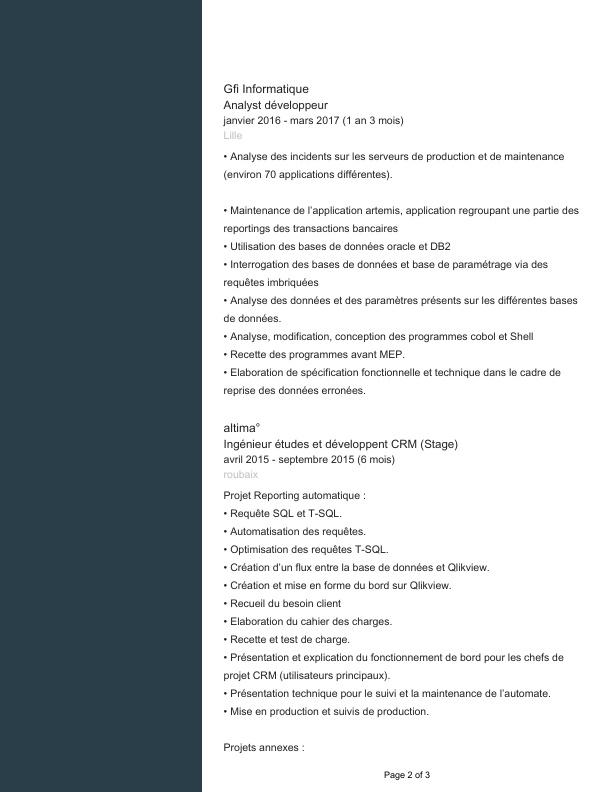 Gfi Informatique
Analyst développeur
janvier 2016 - mars 2017 (1 an 3 mois)
Lille
• Analyse des incidents sur les serveurs de production et de maintenance
(environ 70 applications différentes).
• Maintenance de l'application artemis, application regroupant une partie des
reportings des transactions bancaires
• Utilisation des bases de données oracle et DB2
• Interrogation des bases de données et base de paramétrage via des
requêtes imbriquées
• Analyse des données et des paramètres présents sur les différentes bases
de données.
• Analyse, modification, conception des programmes cobol et Shell
• Recette des programmes avant MEP.
• Elaboration de spécification fonctionnelle et technique dans le cadre de
reprise des données erronées.
altima°
Ingénieur études et développent CRM (Stage)
avril 2015 - septembre 2015 (6 mois)
roubaix
Projet Reporting automatique :
• Requête SQL et T-SQL.
• Automatisation des requêtes.
• Optimisation des requêtes T-SQL.
• Création d'un flux entre la base de données et Qlikview.
• Création et mise en forme du bord sur Qlikview.
• Recueil du besoin client
• Elaboration du cahier des charges.
• Recette et test de charge.
• Présentation et explication du fonctionnement de bord pour les chefs de
projet CRM (utilisateurs principaux).
• Présentation technique pour le suivi et la maintenance de l'automate.
• Mise en production et suivis de production.
Projets annexes :
Page 2 of 3